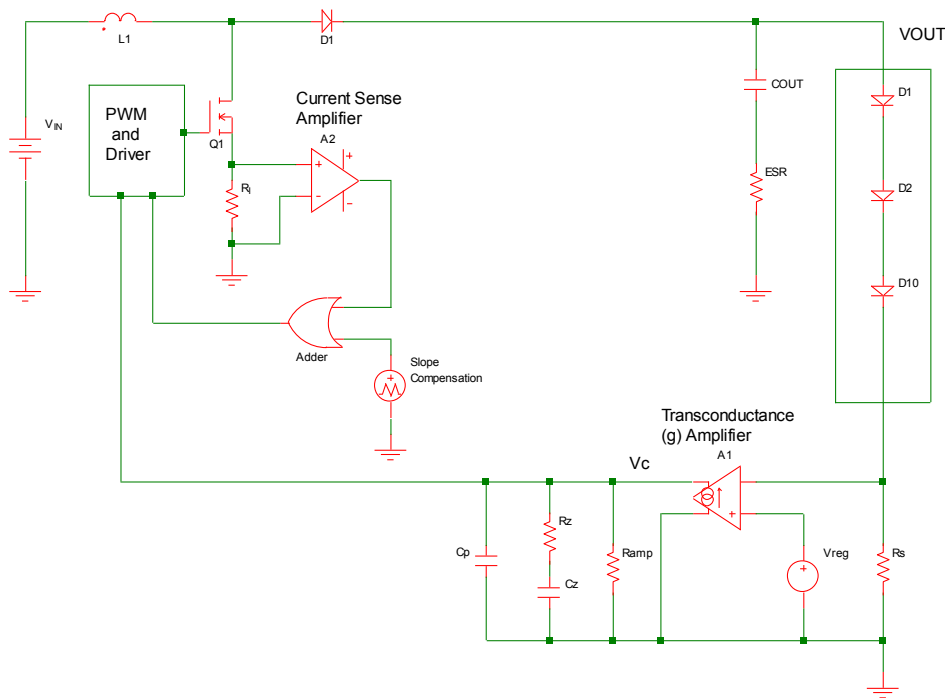 L1
D1
VOUT
COUT
D1
PWM
and
Driver
Current Sense
Amplifier
A2
VIN
Q1
Ri
ESR
D2
D10
Adder
Slope
Compensation
Transconductance
(g) Amplifier
A1
Vc
Rz
Cp
Ramp
Vreg
Rs
Cz